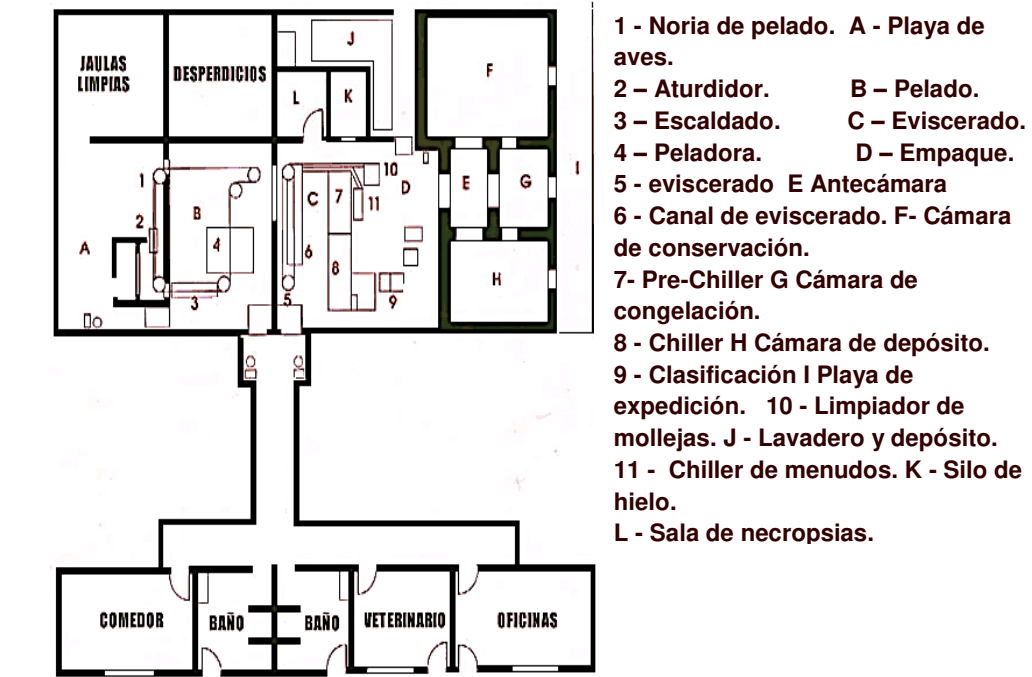 JAULAS
LIMPIAS
DESPERDICIOS
J
L
K
F
1
2
A
B
4
3
C
7
6
8
5
10
11
D
9
E
G
H
I
COMEDOR
BAÑO
BAÑO
VETERINARIO
OFICINAS
1 - Noria de pelado. A - Playa de
aves.
2 – Aturdidor. B – Pelado.
3 – Escaldado. C – Eviscerado.
4 – Peladora. D – Empaque.
5 - eviscerado E Antecámara
6 - Canal de eviscerado. F- Cámara
de conservación.
7- Pre-Chiller G Cámara de
congelación.
8 - Chiller H Cámara de depósito.
9 - Clasificación I Playa de
expedición. 10 - Limpiador de
mollejas. J - Lavadero y depósito.
11 - Chiller de menudos. K - Silo de
hielo.
L - Sala de necropsias.